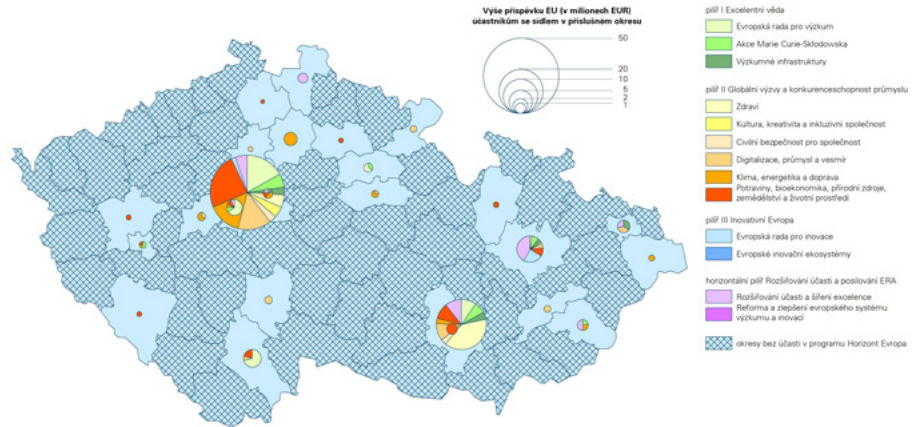 Výše příspěvku EU (v milionech EUR)
účastníkům se sídlem v příslušném okresu
50
20
10
5
2
1
pilíř I Excelentní věda
Evropská rada pro výzkum
Akce Marie Curie-Skłodowska
Výzkumné infrastruktury
pilíř II Globální výzvy a konkurenceschopnost průmyslu
Zdraví
Kultura, kreativita a inkluzivní společnost
Civilní bezpečnost pro společnost
Digitalizace, průmysl a vesmír
Klima, energetika a doprava
Potraviny, bioekonomika, přírodní zdroje,
zemědělství a životní prostředí
pilíř III Inovativní Evropa
Evropská rada pro inovace
Evropské inovační ekosystémy
horizontální pilíř Rozšiřování účasti a posilování ERA
Rozšiřování účasti a šíření excelence
Reforma a zlepšení evropského systému
výzkumu a inovací
okresy bez účasti v programu Horizont Evropa